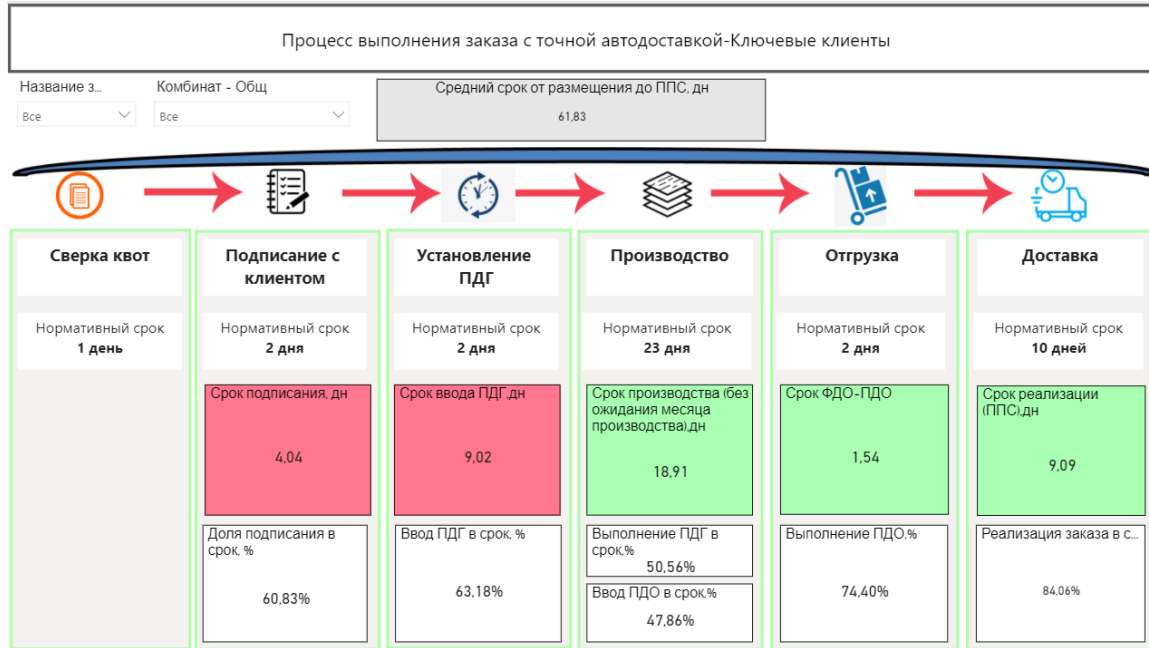 Процесс выполнения заказа с точной автодоставкой-Ключевые клиенты
Название з...
Все
Комбинат - Общ
Все
Средний срок от размещения до ППС, дн
61,83
Сверка квот
Нормативный срок
1 день
Подписание с
клиентом
Нормативный срок
2 дня
Срок подписания, дн
4,04
Доля подписания в
срок, %
60,83%
Установление
ПДГ
Нормативный срок
2 дня
Срок ввода ПДГ,дн
9,02
Ввод ПДГ в срок, %
63,18%
Производство
Нормативный срок
23 дня
Срок производства (без
ожидания месяца
производства),дн
18,91
Выполнение ПДГ в
срок,%
50,56%
Ввод ПДО в срок,%
47,86%
Отгрузка
Нормативный срок
2 дня
Срок ФДО-ПДО
1,54
Выполнение ПДО,%
74,40%
Доставка
Нормативный срок
10 дней
Срок реализации
(ППС),дн
9,09
Реализация заказа в с...
84,06%